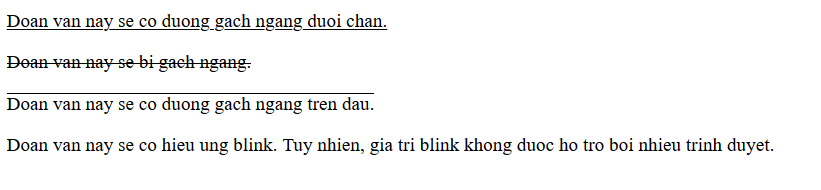 Doan van nay se co duong gach ngang duoi chan.
Doan van nay se bi gach ngang.
Doan van nay se co duong gach ngang tren dau.
Doan van nay se co hieu ung blink. Tuy nhien, gia tri blink khong duoc ho tro boi nhieu trinh duyet.